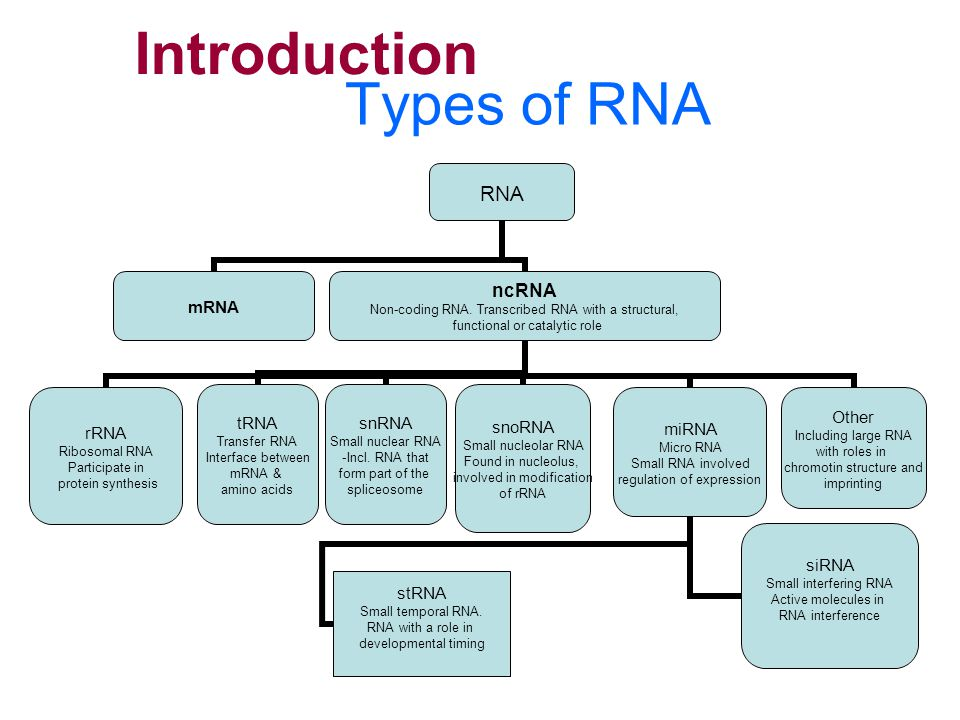 Introduction
Types of RNA
RNA
mRNA
ncRNA
Non-coding RNA. Transcribed RNA with a structural,
functional or catalytic role
rRNA
Ribosomal RNA
Participate in
protein synthesis
tRNA
Transfer RNA
Interface between
mRNA &
amino acids
snRNA
Small nuclear RNA
-Incl. RNA that
form part of the
spliceosome
snoRNA
Small nucleolar RNA
Found in nucleolus,
involved in modification
of rRNA
miRNA
Micro RNA
Small RNA involved
regulation of expression
Other
Including large RNA
with roles in
chromotin structure and
imprinting
stRNA
Small temporal RNA.
RNA with a role in
developmental timing
siRNA
Small interfering RNA
Active molecules in
RNA interference